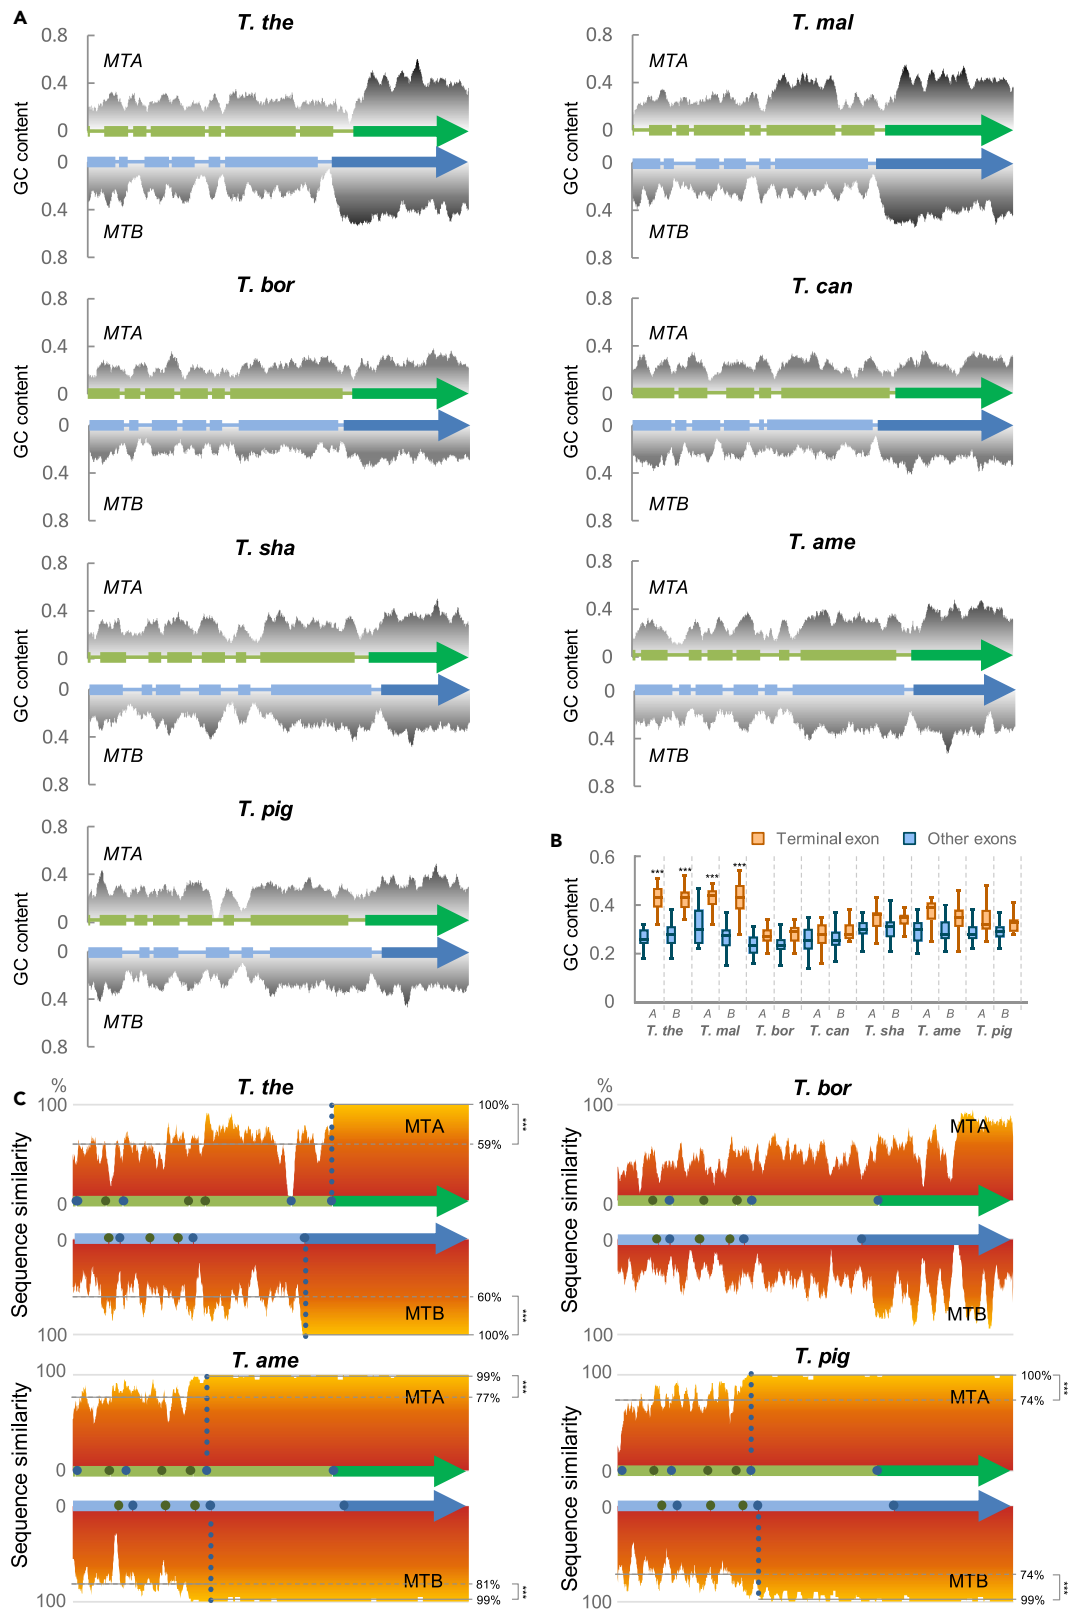 A
T. the
T. mal
0.8
MTA
0.4
0
GC content
0
0.4
MTB
0.8
0.8
MTA
0.4
0
GC content
0
0.4
MTB
0.8
T. bor
T. can
0.8
MTA
0.4
0
GC content
0
0.4
MTB
0.8
0.8
MTA
0.4
0
GC content
0
0.4
MTB
0.8
T. sha
T. ame
0.8
MTA
0.4
0
GC content
0
0.4
MTB
0.8
0.8
MTA
0.4
0
GC content
0
0.4
MTB
0.8
T. pig
0.8
MTA
0.4
0
GC content
0
0.4
MTB
0.8
B
Terminal exon
Other exons
0.6
0.4
0.2
0
GC content
*** *** *** ***
A B A B A B A B A B A B A B
T. the T. mal T. bor T. can T. sha T. ame T. pig
C
T. the
T. bor
%
100
MTA
100%
59%
***
0
Sequence similarity
0
60%
MTB
100%
***
100
%
100
MTA
0
Sequence similarity
0
MTB
100
T. ame
T. pig
100
99%
MTA
77%
***
0
Sequence similarity
0
MTB
81%
99%
***
100
100
100%
MTA
74%
***
0
Sequence similarity
0
MTB
74%
99%
***
100